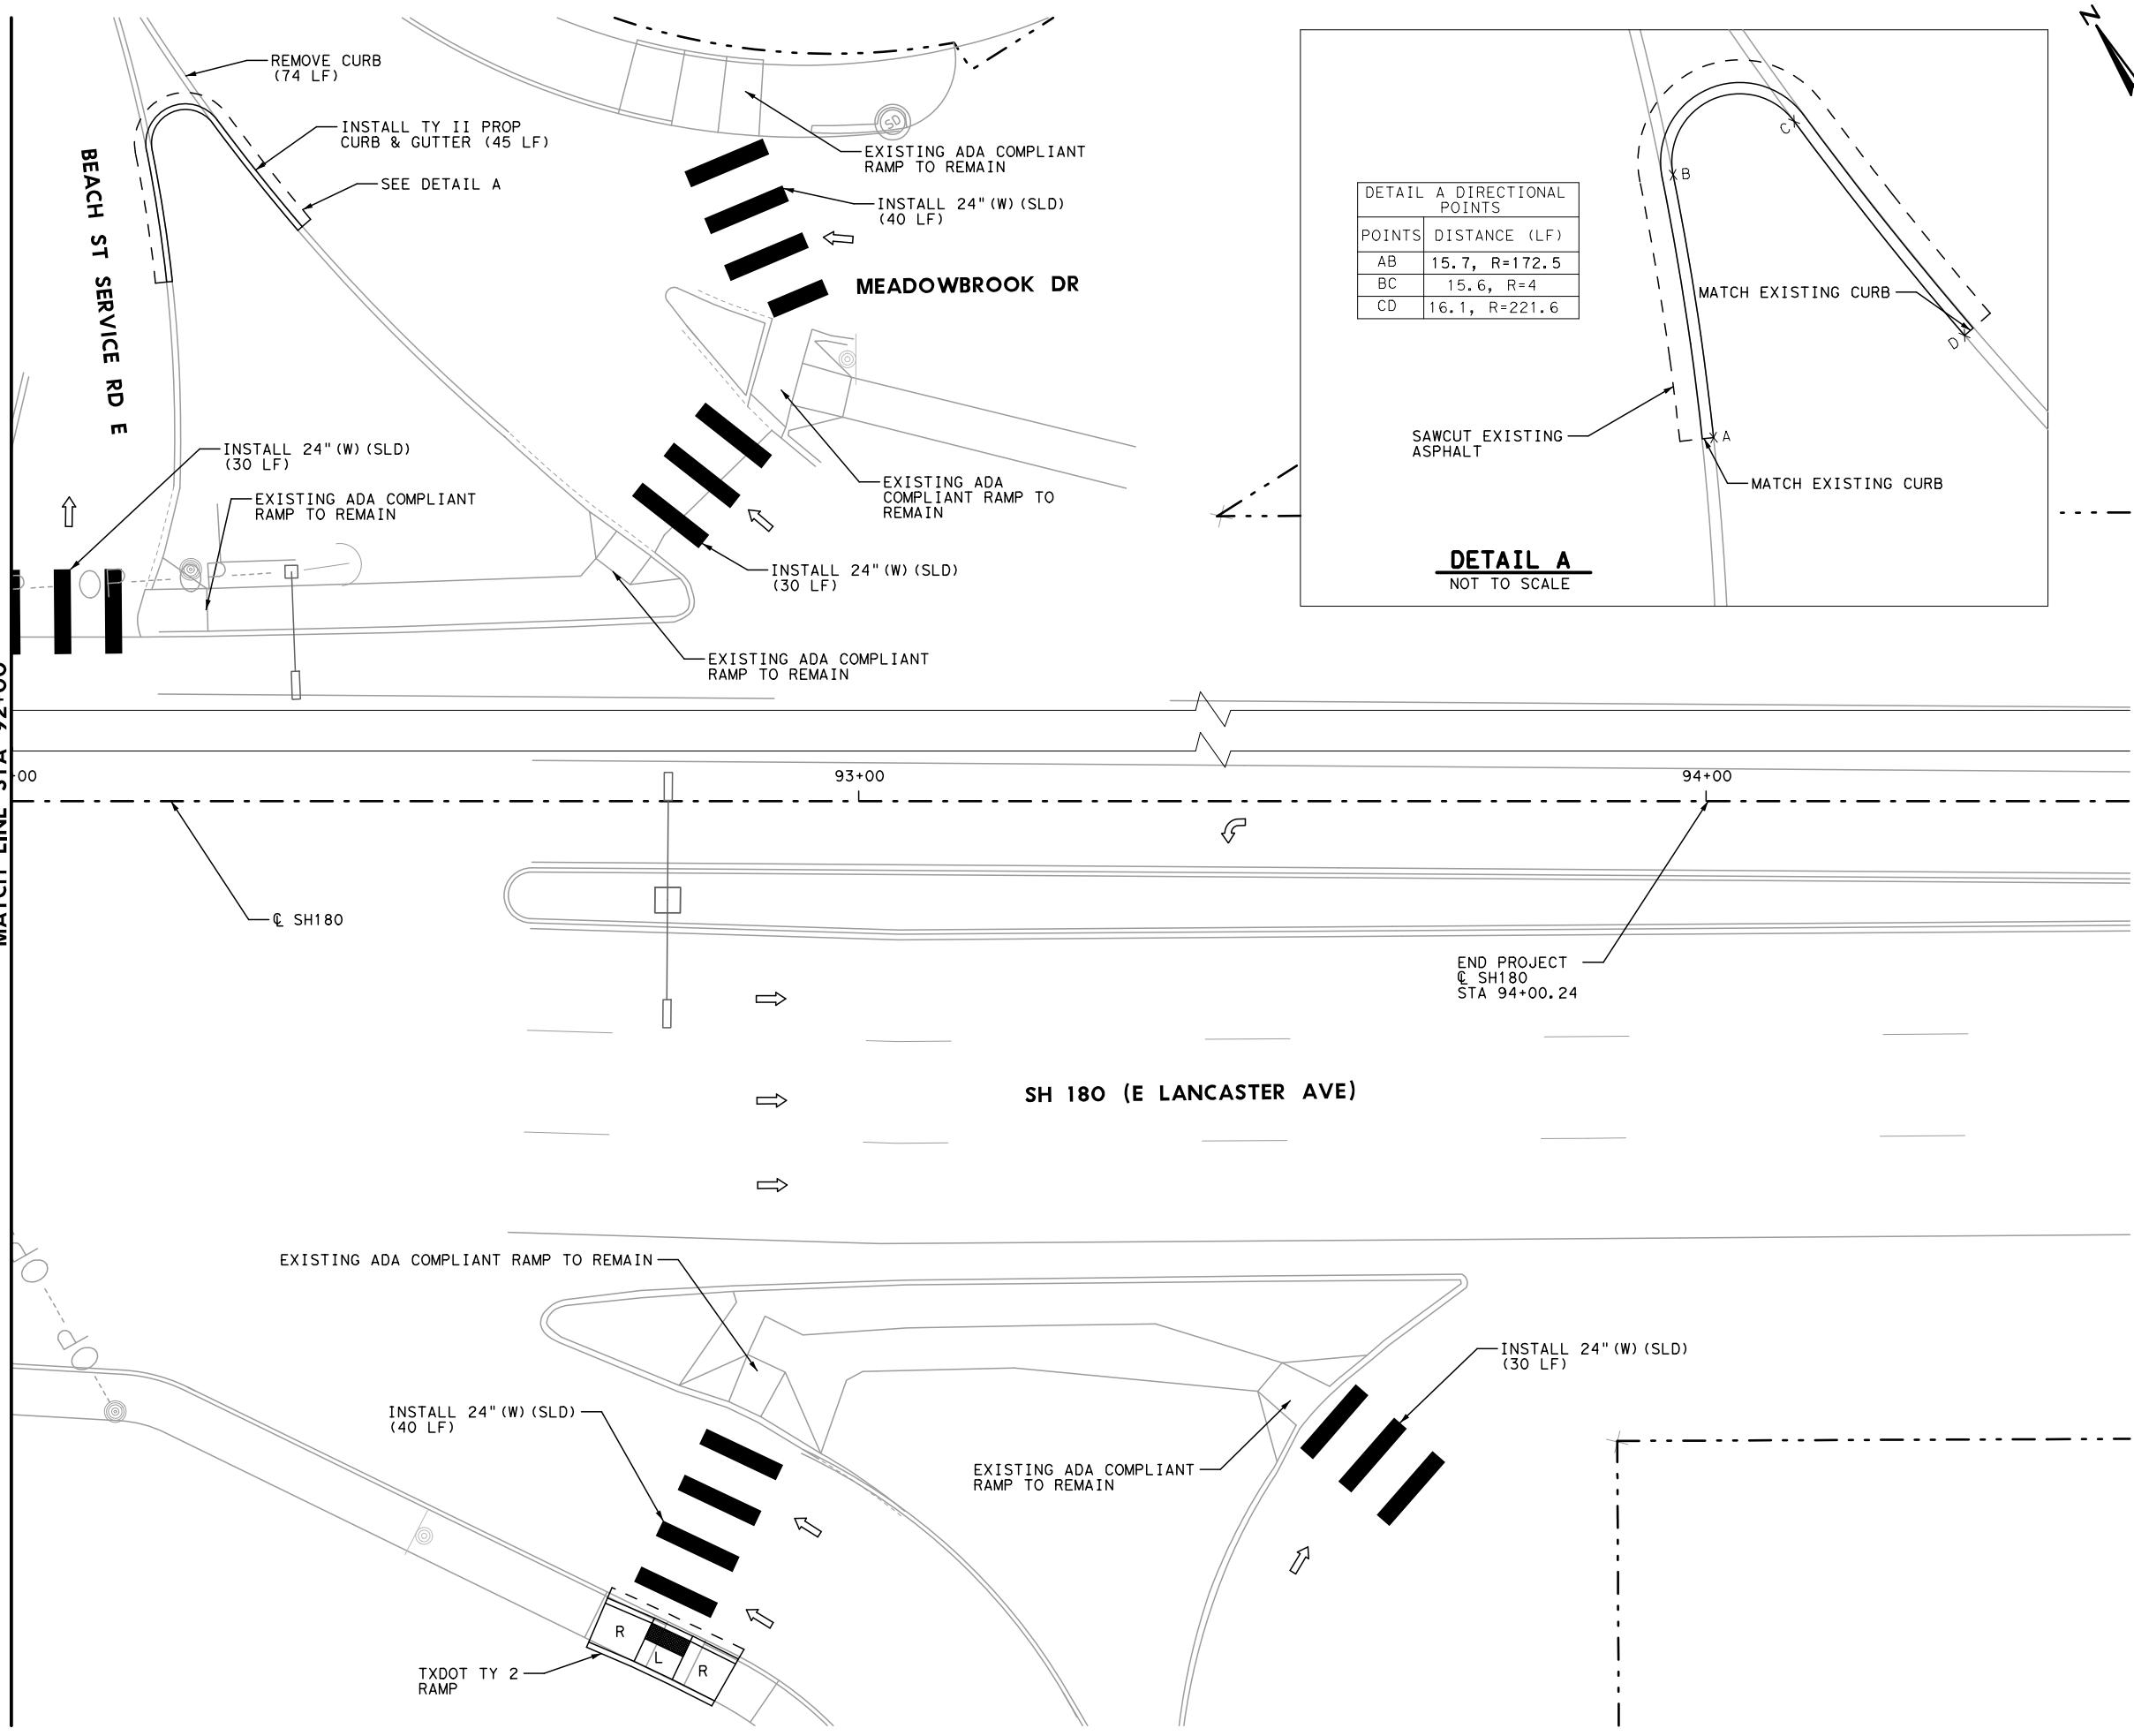 REMOVE CURB
(74 LF)
INSTALL TY II PROP
CURB & GUTTER (45 LF)
SEE DETAIL A
BEACH ST SERVICE RD E
SD
EXISTING ADA COMPLIANT
RAMP TO REMAIN
INSTALL 24"(W)(SLD)
(40 LF)
MEADOWBROOK DR
N
DETAIL A DIRECTIONAL
POINTS
POINTS DISTANCE (LF)
AB 15.7, R=172.5
BC 15.6, R=4
CD 16.1, R=221.6
C
B
MATCH EXISTING CURB
D
SAWCUT EXISTING
ASPHALT
A
MATCH EXISTING CURB
DETAIL A
NOT TO SCALE
INSTALL 24"(W)(SLD)
(30 LF)
EXISTING ADA COMPLIANT
RAMP TO REMAIN
EXISTING ADA
COMPLIANT RAMP TO
REMAIN
INSTALL 24"(W)(SLD)
(30 LF)
EXISTING ADA COMPLIANT
RAMP TO REMAIN
MATCH LINE STA 92+00
+00
93+00
94+00
℄ SH180
END PROJECT
℄ SH180
STA 94+00.24
SH 180 (E LANCASTER AVE)
EXISTING ADA COMPLIANT RAMP TO REMAIN
INSTALL 24"(W)(SLD)
(30 LF)
INSTALL 24"(W)(SLD)
(40 LF)
EXISTING ADA COMPLIANT
RAMP TO REMAIN
R
L
R
TXDOT TY 2
RAMP